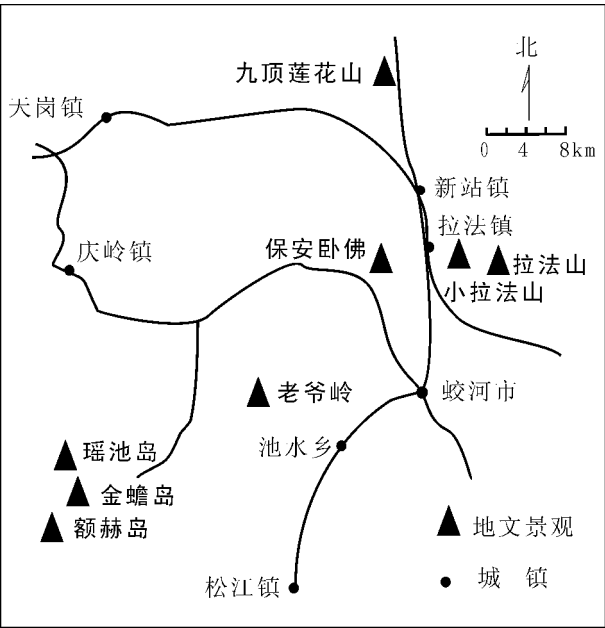 北
九顶莲花山
天岗镇
0 4 8km
新站镇
拉法镇
庆岭镇
保安卧佛
拉法山
小拉法山
老爷岭
蛟河市
池水乡
瑶池岛
金蟾岛
额赫岛
地文景观
松江镇
城 镇